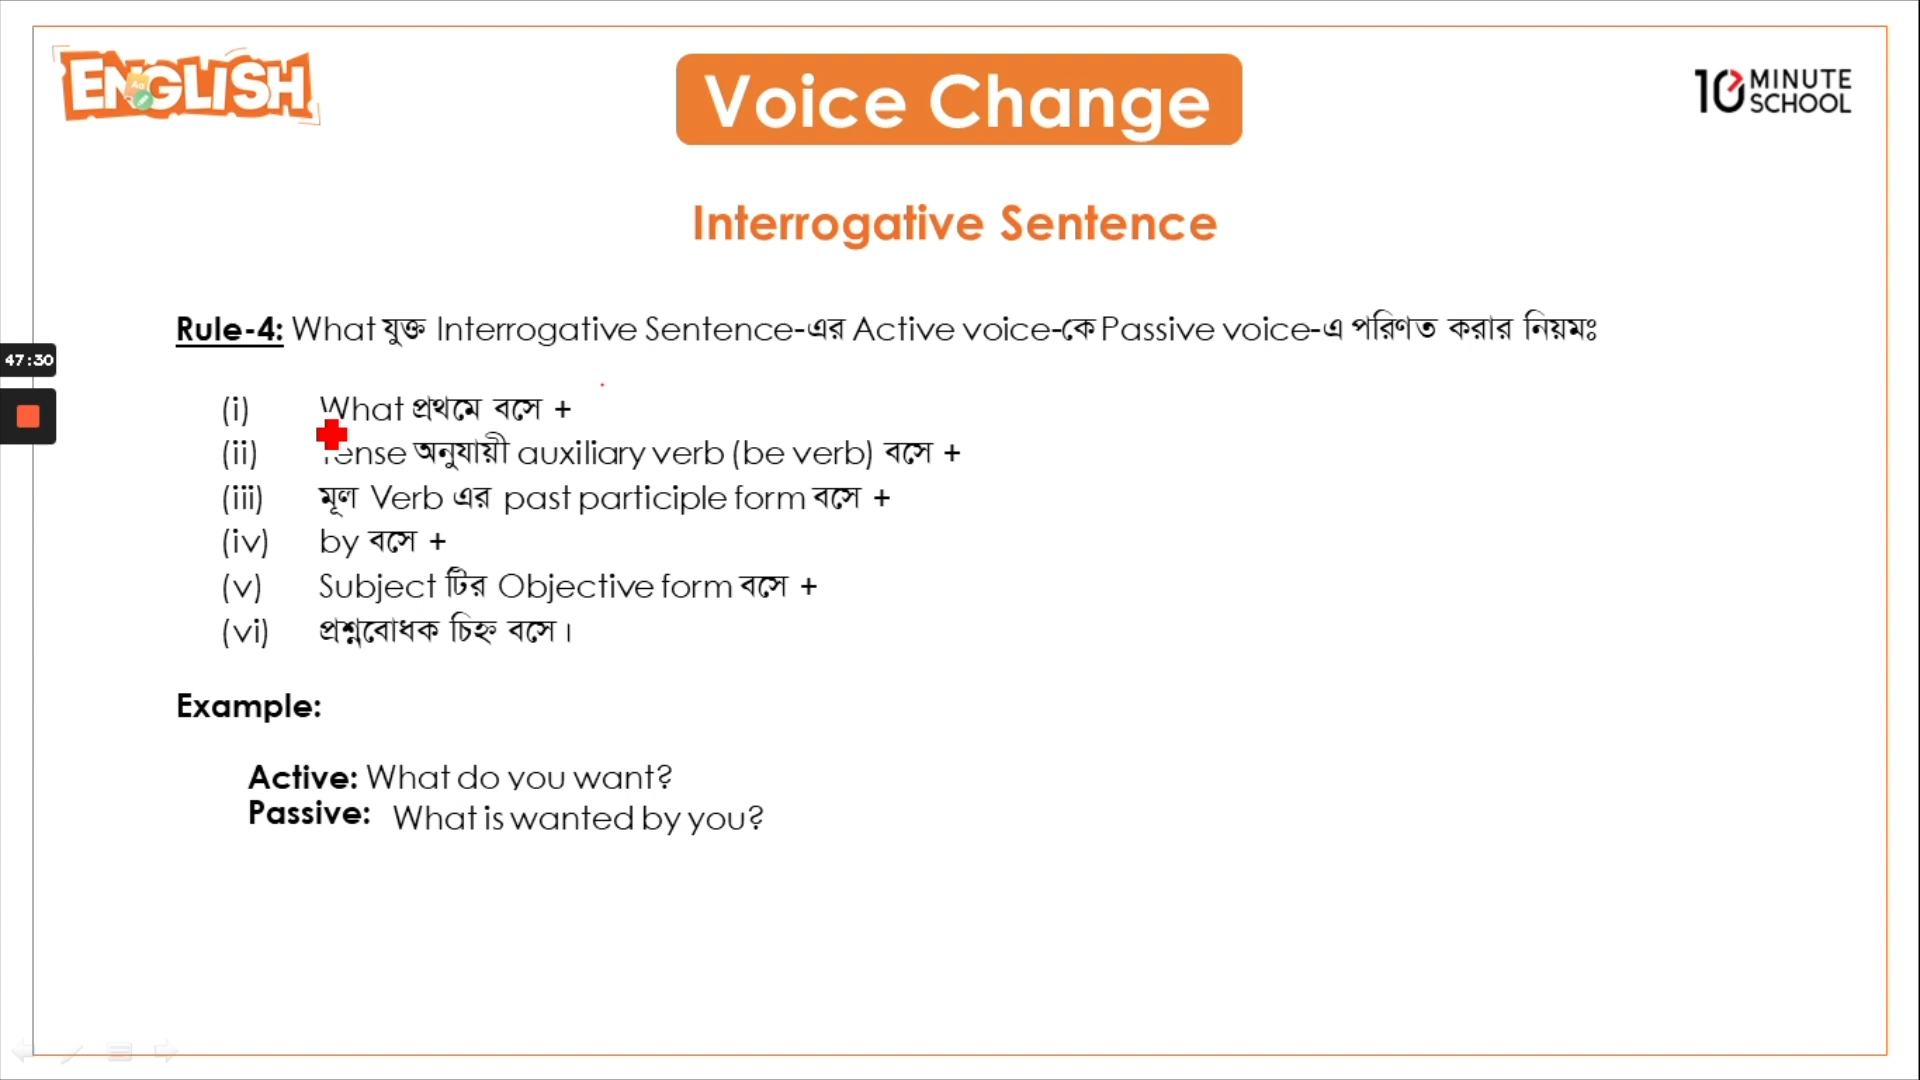 ENGLISH
Voice Change
10 MINUTE SCHOOL
Interrogative Sentence
Rule-4: What যুক্ত Interrogative Sentence-এর Active voice-কে Passive voice-এ পরিণত করার নিয়মঃ
47:30
(i) What প্রথমে বসে +
(ii) Tense অনুযায়ী auxiliary verb (be verb) বসে +
(iii) মূল Verb এর past participle form বসে +
(iv) by বসে +
(v) Subject টির Objective form বসে +
(vi) প্রশ্নবোধক চিহ্ন বসে।
Example:
Active: What do you want?
Passive: What is wanted by you?